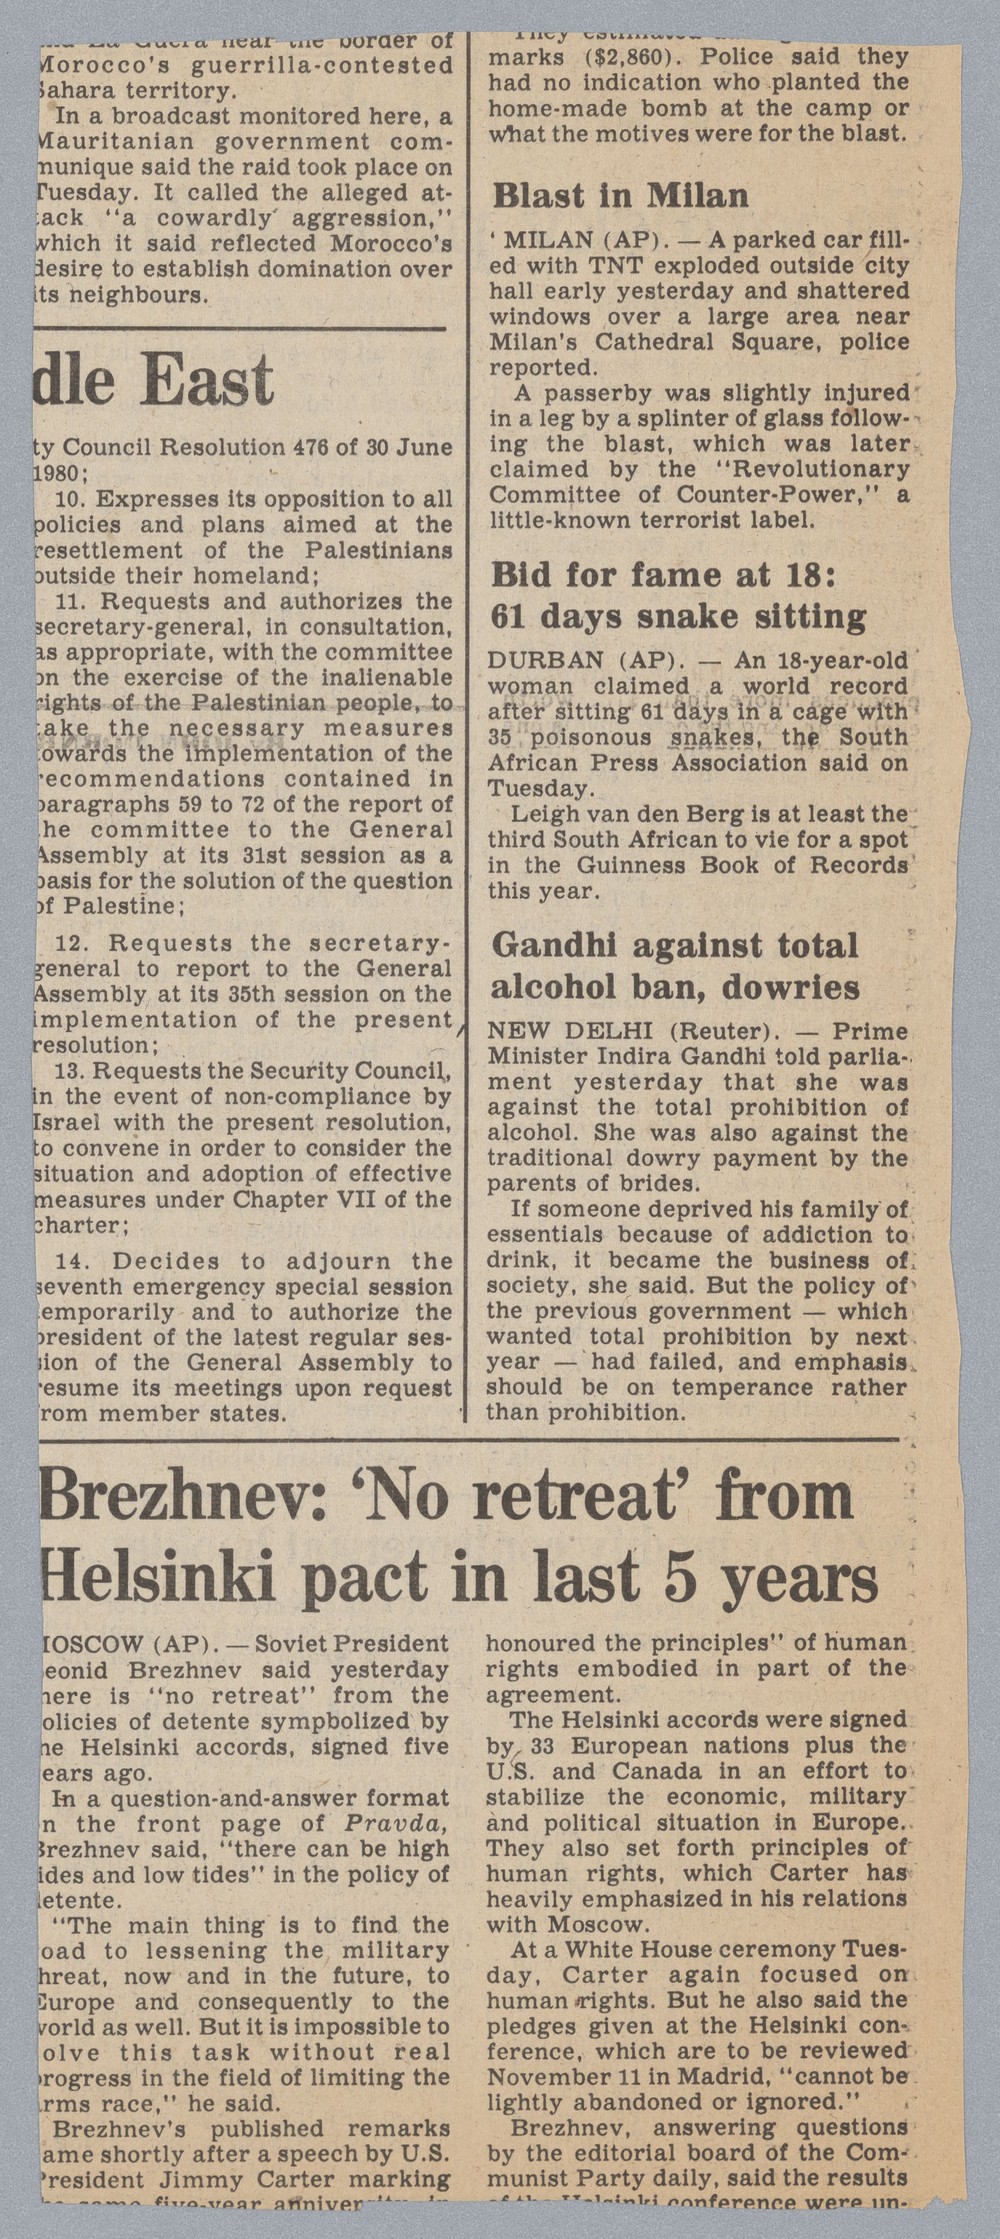 La Guera near the border of
Morocco's guerrilla-contested
Sahara territory.
In a broadcast monitored here, a
Mauritanian government com-
munique said the raid took place on
Tuesday. It called the alleged at-
tack "a cowardly aggression,"
which it said reflected Morocco's
desire to establish domination over
its neighbours.
dle East
ty Council Resolution 476 of 30 June
1980;
10. Expresses its opposition to all
policies and plans aimed at the
resettlement of the Palestinians
outside their homeland;
11. Requests and authorizes the
secretary-general, in consultation,
as appropriate, with the committee
on the exercise of the inalienable
rights of the Palestinian people, to
take the necessary measures
towards the implementation of the
recommendations contained in
paragraphs 59 to 72 of the report of
the committee to the General
Assembly at its 31st session as a
basis for the solution of the question
of Palestine;
12. Requests the secretary-
general to report to the General
Assembly at its 35th session on the
implementation of the present
resolution;
13. Requests the Security Council,
in the event of non-compliance by
Israel with the present resolution,
to convene in order to consider the
situation and adoption of effective
measures under Chapter VII of the
charter;
14. Decides to adjourn the
seventh emergency special session
temporarily and to authorize the
president of the latest regular ses-
sion of the General Assembly to
resume its meetings upon request
from member states.
They estimated
marks ($2,860). Police said they
had no indication who planted the
home-made bomb at the camp or
what the motives were for the blast.
Blast in Milan
MILAN (AP). — A parked car fill-
ed with TNT exploded outside city
hall early yesterday and shattered
windows over a large area near
Milan's Cathedral Square, police
reported.
A passerby was slightly injured
in a leg by a splinter of glass follow-
ing the blast, which was later
claimed by the "Revolutionary
Committee of Counter-Power," a
little-known terrorist label.
Bid for fame at 18:
61 days snake sitting
DURBAN (AP). — An 18-year-old
woman claimed a world record
after sitting 61 days in a cage with
35 poisonous snakes, the South
African Press Association said on
Tuesday.
Leigh van den Berg is at least the
third South African to vie for a spot
in the Guinness Book of Records
this year.
Gandhi against total
alcohol ban, dowries
NEW DELHI (Reuter). — Prime
Minister Indira Gandhi told parlia-
ment yesterday that she was
against the total prohibition of
alcohol. She was also against the
traditional dowry payment by the
parents of brides.
If someone deprived his family of
essentials because of addiction to
drink, it became the business of
society, she said. But the policy of
the previous government — which
wanted total prohibition by next
year — had failed, and emphasis
should be on temperance rather
than prohibition.
Brezhnev: 'No retreat' from
Helsinki pact in last 5 years
MOSCOW (AP). — Soviet President
eonid Brezhnev said yesterday
here is "no retreat" from the
olicies of detente sympbolized by
he Helsinki accords, signed five
ears ago.
In a question-and-answer format
n the front page of Pravda,
Brezhnev said, "there can be high
ides and low tides" in the policy of
detente.
"The main thing is to find the
oad to lessening the military
hreat, now and in the future, to
Europe and consequently to the
world as well. But it is impossible to
olve this task without real
progress in the field of limiting the
rms race," he said.
Brezhnev's published remarks
ame shortly after a speech by U.S.
President Jimmy Carter marking
he same five-year anniversity in
honoured the principles" of human
rights embodied in part of the
agreement.
The Helsinki accords were signed
by 33 European nations plus the
U.S. and Canada in an effort to
stabilize the economic, military
and political situation in Europe.
They also set forth principles of
human rights, which Carter has
heavily emphasized in his relations
with Moscow.
At a White House ceremony Tues-
day, Carter again focused on
human rights. But he also said the
pledges given at the Helsinki con-
ference, which are to be reviewed
November 11 in Madrid, "cannot be
lightly abandoned or ignored."
Brezhnev, answering questions
by the editorial board of the Com-
munist Party daily, said the results
of the Helsinki conference were un-